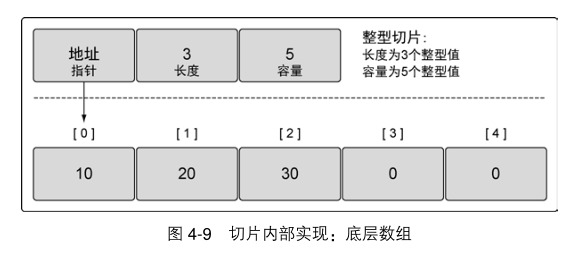 地址
指针
3
长度
5
容量
整型切片:
长度为3个整型值
容量为5个整型值
[0] [1] [2] [3] [4]
10 20 30 0 0
图 4-9 切片内部实现：底层数组